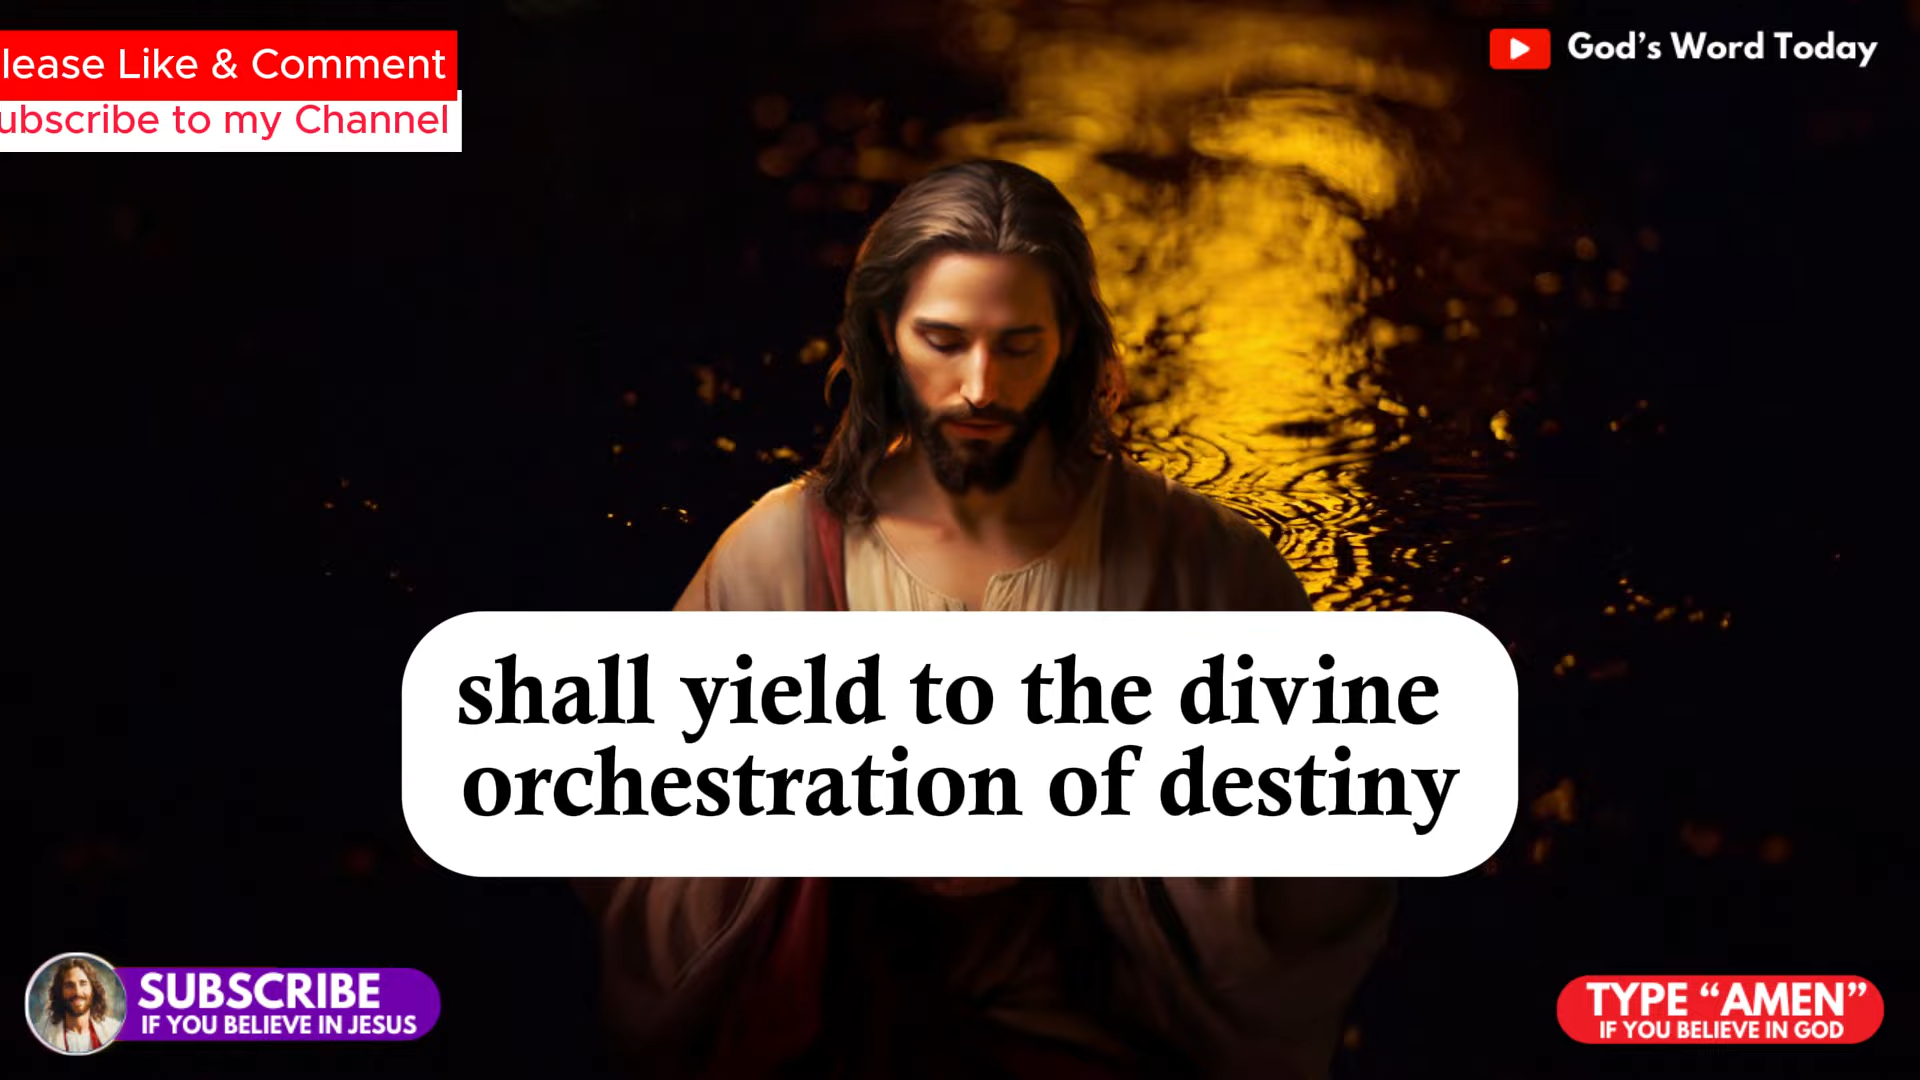 lease Like & Comment
ubscribe to my Channel
God's Word Today
shall yield to the divine
orchestration of destiny
SUBSCRIBE
IF YOU BELIEVE IN JESUS
TYPE “AMEN”
IF YOU BELIEVE IN GOD